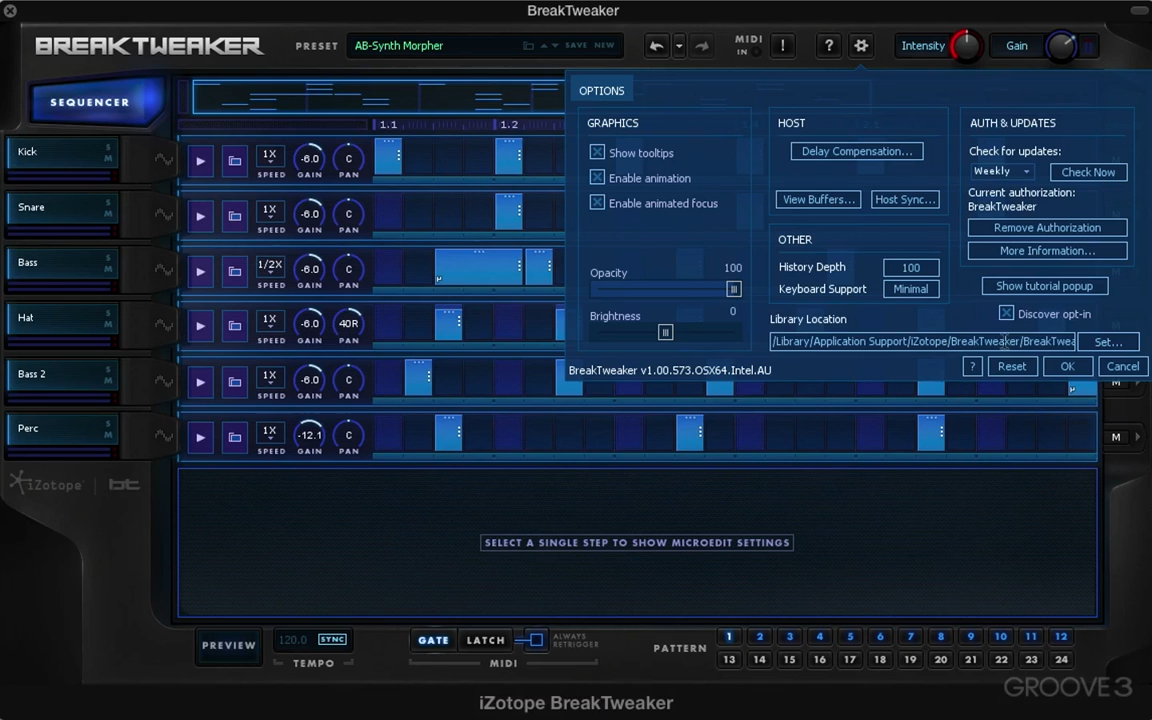 BreakTweaker
BREAKTWEAKER
PRESET
AB-Synth Morpher
SAVE NEW
MIDI
IN
!
?
Intensity
Gain
SEQUENCER
1.1
1.2
Kick
S
M
1X
-6.0
C
SPEED GAIN PAN
Snare
S
M
1X
-6.0
C
SPEED GAIN PAN
Bass
S
M
1/2X
-6.0
C
SPEED GAIN PAN
Hat
S
M
1X
-6.0
40R
SPEED GAIN PAN
Bass 2
S
M
1X
-6.0
C
SPEED GAIN PAN
M
Perc
S
M
1X
-12.1
C
SPEED GAIN PAN
M
OPTIONS
GRAPHICS
Show tooltips
Enable animation
Enable animated focus
Opacity 100
Brightness 0
HOST
Delay Compensation...
View Buffers... Host Sync...
OTHER
History Depth 100
Keyboard Support Minimal
AUTH & UPDATES
Check for updates:
Weekly Check Now
Current authorization:
BreakTweaker
Remove Authorization
More Information...
Show tutorial popup
Discover opt-in
Library Location
/Library/Application Support/iZotope/BreakTweaker/BreakTwea Set...
BreakTweaker v1.00.573.OSX64.Intel.AU
? Reset OK Cancel
iZotope bt
SELECT A SINGLE STEP TO SHOW MICROEDIT SETTINGS
PREVIEW
120.0 SYNC
TEMPO
GATE LATCH
ALWAYS
RETRIGGER
MIDI
PATTERN
1 2 3 4 5 6 7 8 9 10 11 12
13 14 15 16 17 18 19 20 21 22 23 24
GROOVE3
iZotope BreakTweaker